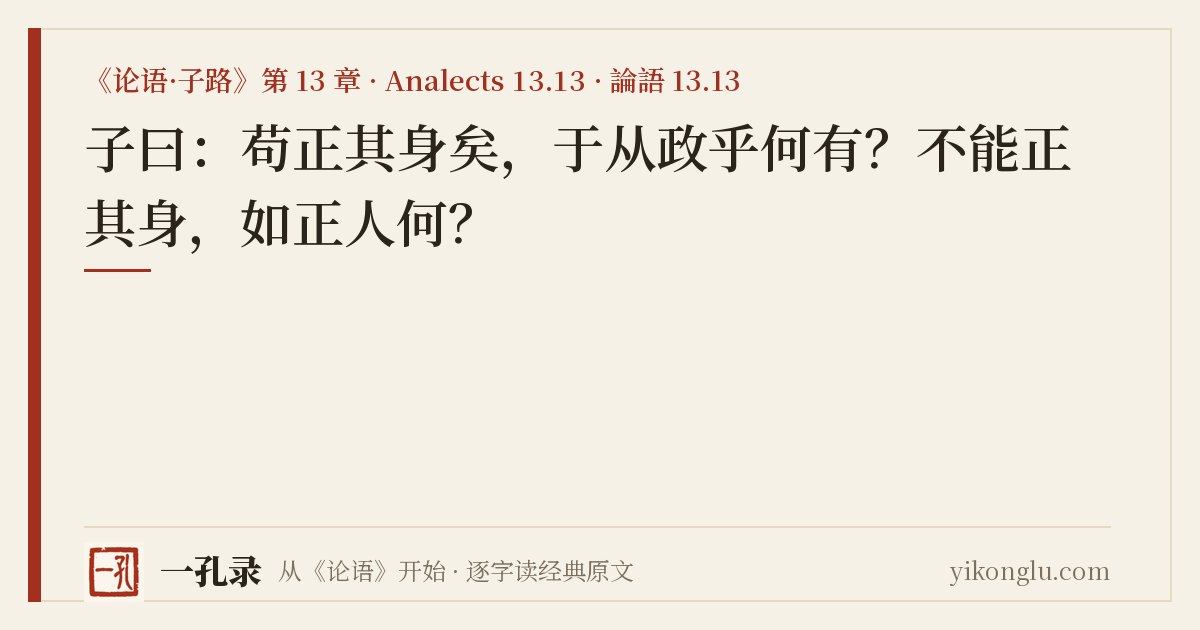 《论语·子路》第 13 章 · Analects 13.13 · 論語 13.13
子曰：苟正其身矣，于从政乎何有？不能正
其身，如正人何？
一孔
一孔录 从《论语》开始 · 逐字读经典原文 yikonglu.com